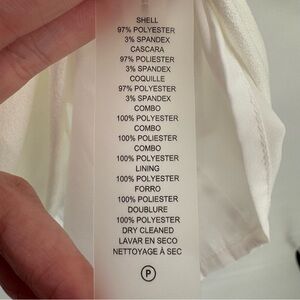 SHELL
97% POLYESTER
3% SPANDEX
CASCARA
97% POLIESTER
3% SPANDEX
COQUILLE
97% POLYESTER
3% SPANDEX
COMBO
100% POLYESTER
COMBO
100% POLIESTER
COMBO
100% POLYESTER
LINING
100% POLYESTER
FORRO
100% POLIESTER
DOUBLURE
100% POLYESTER
DRY CLEANED
LAVAR EN SECO
NETTOYAGE À SEC
P